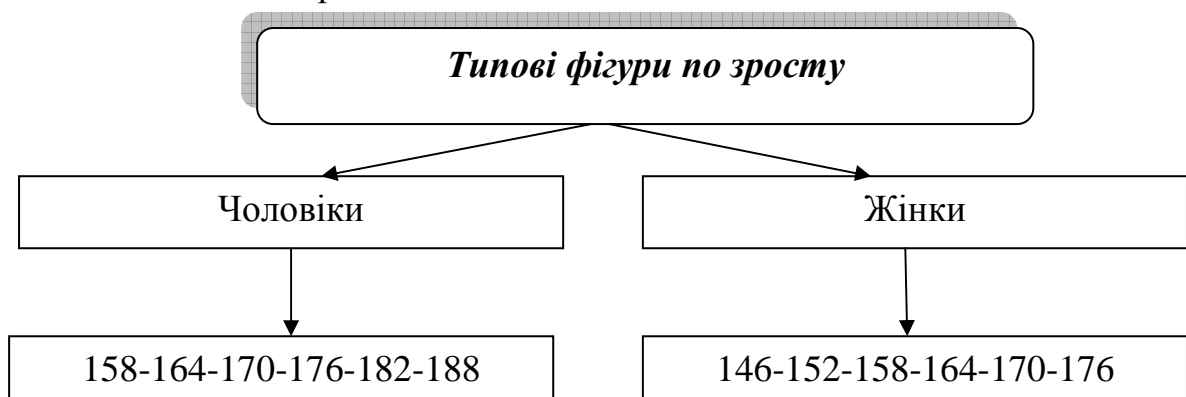 Типові фігури по зросту
Чоловіки
Жінки
158-164-170-176-182-188
146-152-158-164-170-176